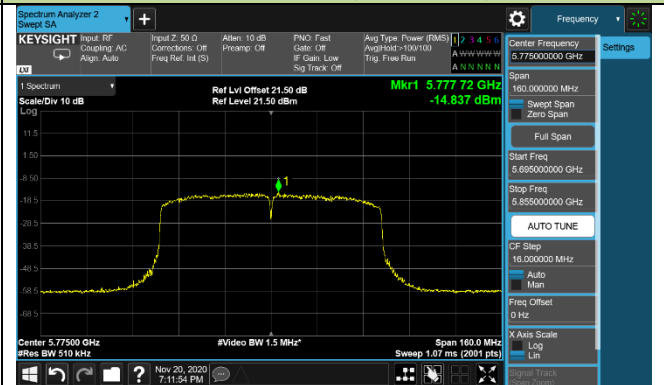 Spectrum Analyzer 2
Swept SA
Frequency
KEYSIGHT
Input: RF
Coupling: AC
Align: Auto
Input Z: 50 Ω
Corrections: Off
Freq Ref: Int (S)
Atten: 10 dB
Preamp: Off
PNO: Fast
Gate: Off
IF Gain: Low
Sig Track: Off
Avg Type: Power (RMS)
Avg|Hold:>100/100
Trig: Free Run
1 2 3 4 5 6
A W W W W W
A N N N N N
LXI
Center Frequency
5.775000000 GHz
Settings
Span
160.000000 MHz
Swept Span
Zero Span
Full Span
Start Freq
5.695000000 GHz
Stop Freq
5.855000000 GHz
AUTO TUNE
CF Step
16.000000 MHz
Auto
Man
Freq Offset
0 Hz
X Axis Scale
Log
Lin
Signal Track
(Span Zoom)
1 Spectrum
Scale/Div 10 dB
Log
Ref Lvl Offset 21.50 dB
Ref Level 21.50 dBm
Mkr1 5.777 72 GHz
-14.837 dBm
11.5
1.50
-8.50
-18.5
-28.5
-38.5
-48.5
-58.5
-68.5
1
Center 5.77500 GHz
#Res BW 510 kHz
#Video BW 1.5 MHz*
Span 160.0 MHz
Sweep 1.07 ms (2001 pts)
?
Nov 20, 2020
7:11:54 PM